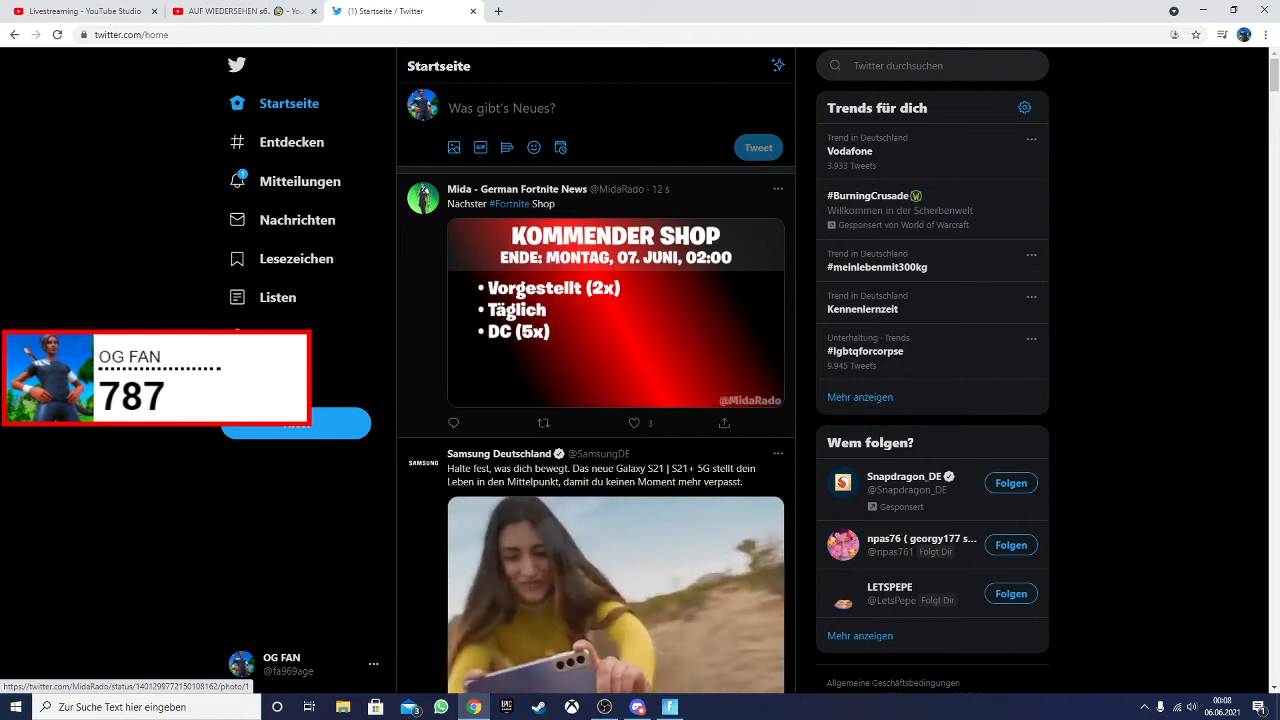 Livestreaming - YouTube Studio
AUF WIEDERSEHEN s6..
- You
(1) Startseite / Twitter
twitter.com/home
Startseite
Entdecken
1
Mitteilungen
Nachrichten
Lesezeichen
Listen
OG FAN
787
OG FAN
@fa969age
https://twitter.com/MidaRado/status/1401299772150108162/photo/1
Startseite
Was gibt's Neues?
GIF
Tweet
Mida - German Fortnite News @MidaRado · 12 s
Nächster #Fortnite Shop
KOMMENDER SHOP
ENDE: MONTAG, 07. JUNI, 02:00
• Vorgestellt (2x)
• Täglich
• DC (5x)
@MidaRado
3
Samsung Deutschland @SamsungDE
SAMSUNG
Halte fest, was dich bewegt. Das neue Galaxy S21 | S21+ 5G stellt dein
Leben in den Mittelpunkt, damit du keinen Moment mehr verpasst.
Twitter durchsuchen
Trends für dich
Trend in Deutschland
Vodafone
3.933 Tweets
#BurningCrusade
Willkommen in der Scherbenwelt
Gesponsert von World of Warcraft
Trend in Deutschland
#meinlebenmit300kg
Trend in Deutschland
Kennenlernzeit
Unterhaltung · Trends
#lgbtqforcorpse
9.945 Tweets
Mehr anzeigen
Wem folgen?
Snapdragon_DE
@Snapdragon_DE
Gesponsert
Folgen
npas76 ( georgy177 s...
@npas761 Folgt Dir
Folgen
LETSPEPE
@LetsPepe Folgt Dir
Folgen
Mehr anzeigen
Allgemeine Geschäftsbedingungen
Zur Suche Text hier eingeben
EPIC
00:08
06.06.2021